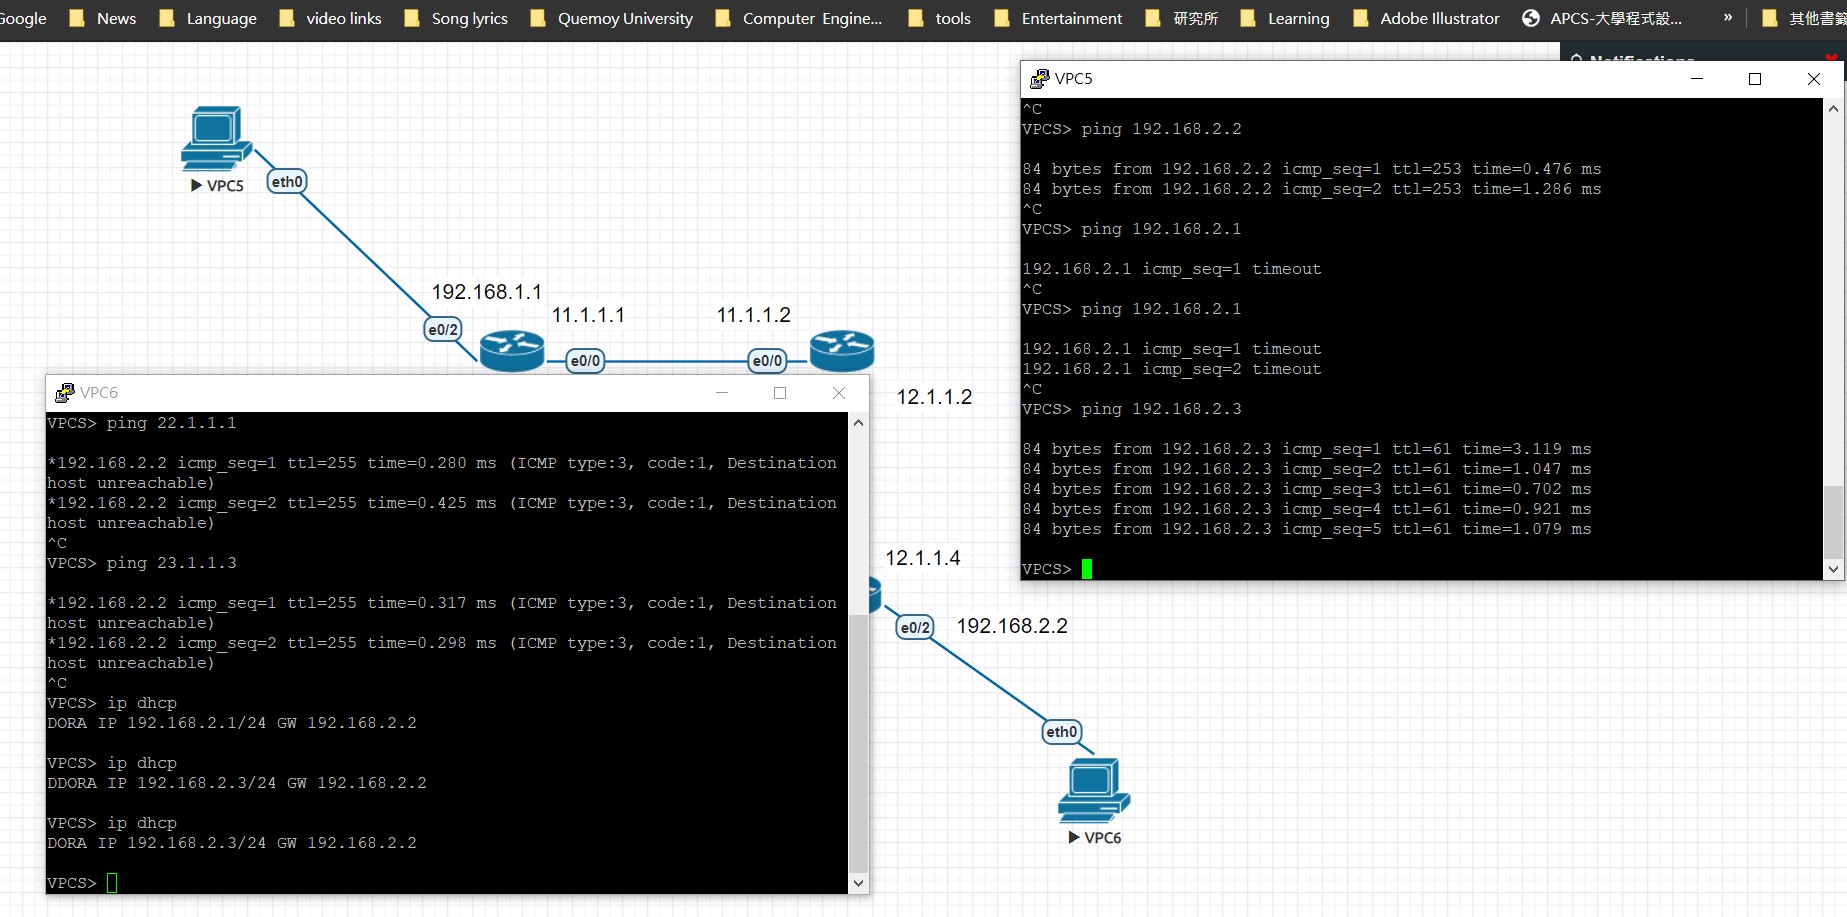 Google News Language video links Song lyrics Quemoy University Computer Engine... tools Entertainment 研究所 Learning Adobe Illustrator APCS-大學程式設... » 其他書籤
Notifications
VPC5
^C
VPCS> ping 192.168.2.2
84 bytes from 192.168.2.2 icmp_seq=1 ttl=253 time=0.476 ms
84 bytes from 192.168.2.2 icmp_seq=2 ttl=253 time=1.286 ms
^C
VPCS> ping 192.168.2.1
192.168.2.1 icmp_seq=1 timeout
^C
VPCS> ping 192.168.2.1
192.168.2.1 icmp_seq=1 timeout
192.168.2.1 icmp_seq=2 timeout
^C
VPCS> ping 192.168.2.3
84 bytes from 192.168.2.3 icmp_seq=1 ttl=61 time=3.119 ms
84 bytes from 192.168.2.3 icmp_seq=2 ttl=61 time=1.047 ms
84 bytes from 192.168.2.3 icmp_seq=3 ttl=61 time=0.702 ms
84 bytes from 192.168.2.3 icmp_seq=4 ttl=61 time=0.921 ms
84 bytes from 192.168.2.3 icmp_seq=5 ttl=61 time=1.079 ms
VPCS>
VPC5
eth0
192.168.1.1
11.1.1.1
11.1.1.2
e0/2
e0/0
e0/0
12.1.1.2
VPC6
VPCS> ping 22.1.1.1
*192.168.2.2 icmp_seq=1 ttl=255 time=0.280 ms (ICMP type:3, code:1, Destination
host unreachable)
*192.168.2.2 icmp_seq=2 ttl=255 time=0.425 ms (ICMP type:3, code:1, Destination
host unreachable)
^C
VPCS> ping 23.1.1.3
*192.168.2.2 icmp_seq=1 ttl=255 time=0.317 ms (ICMP type:3, code:1, Destination
host unreachable)
*192.168.2.2 icmp_seq=2 ttl=255 time=0.298 ms (ICMP type:3, code:1, Destination
host unreachable)
^C
VPCS> ip dhcp
DORA IP 192.168.2.1/24 GW 192.168.2.2
VPCS> ip dhcp
DDORA IP 192.168.2.3/24 GW 192.168.2.2
VPCS> ip dhcp
DORA IP 192.168.2.3/24 GW 192.168.2.2
VPCS>
12.1.1.4
e0/2
192.168.2.2
eth0
VPC6